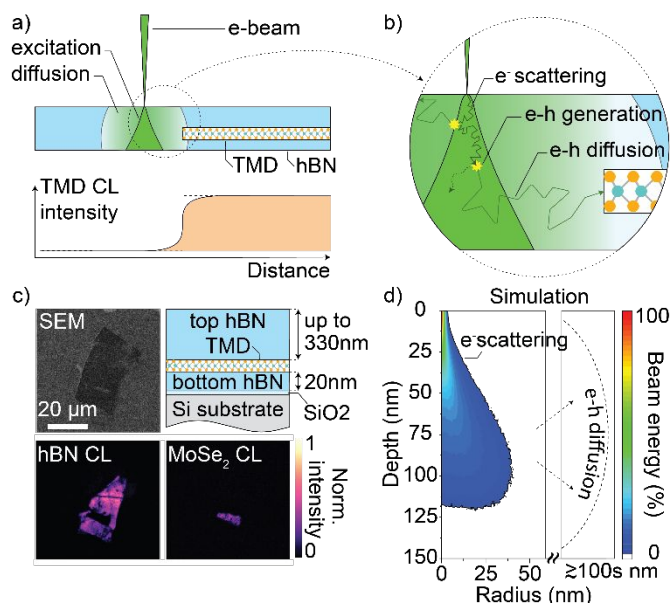 a)
e-beam
excitation
diffusion
TMD
hBN
TMD CL
intensity
Distance
b)
e- scattering
e-h generation
e-h diffusion
c)
SEM
20 µm
top hBN
TMD
bottom hBN
Si substrate
up to
330nm
20nm
SiO2
hBN CL
MoSe2 CL
1
0
Norm.
intensity
d)
Simulation
0
25
50
75
100
125
150
Depth (nm)
e-scattering
e-h diffusion
0
25
50
≳100s nm
Radius (nm)
100
0
Beam energy (%)